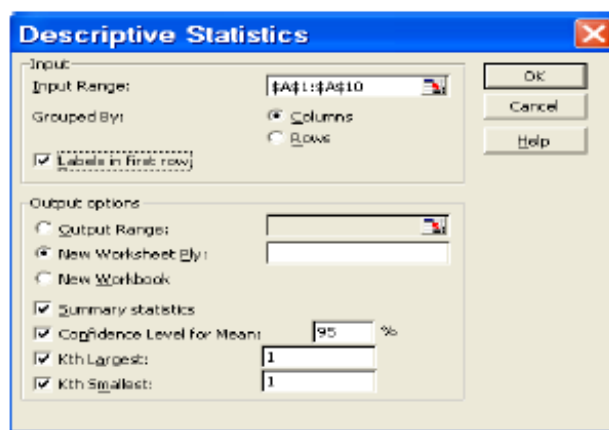 Descriptive Statistics
Input
Input Range: $A$1:$A$10
Grouped By: Columns
Rows
Labels in first row
OK
Cancel
Help
Output options
Output Range:
New Worksheet Ply:
New Workbook
Summary statistics
Confidence Level for Mean: 95 %
Kth Largest: 1
Kth Smallest: 1